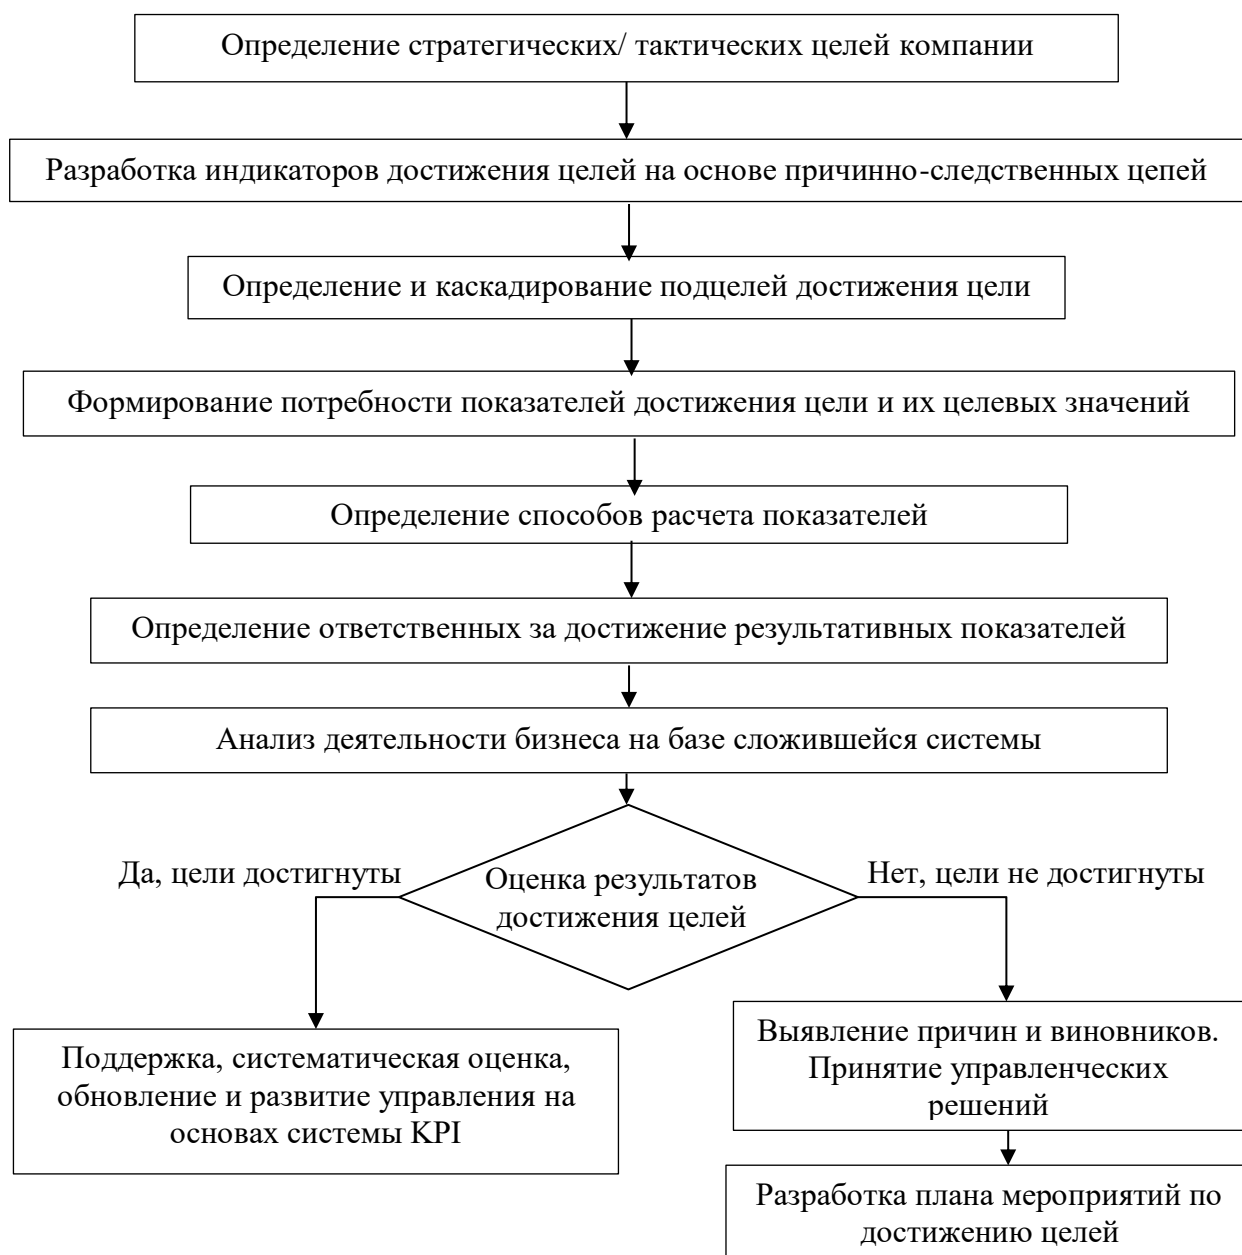 Определение стратегических/ тактических целей компании
Разработка индикаторов достижения целей на основе причинно-следственных цепей
Определение и каскадирование подцелей достижения цели
Формирование потребности показателей достижения цели и их целевых значений
Определение способов расчета показателей
Определение ответственных за достижение результативных показателей
Анализ деятельности бизнеса на базе сложившейся системы
Да, цели достигнуты
Оценка результатов
достижения целей
Нет, цели не достигнуты
Поддержка, систематическая оценка,
обновление и развитие управления на
основах системы KPI
Выявление причин и виновников.
Принятие управленческих
решений
Разработка плана мероприятий по
достижению целей